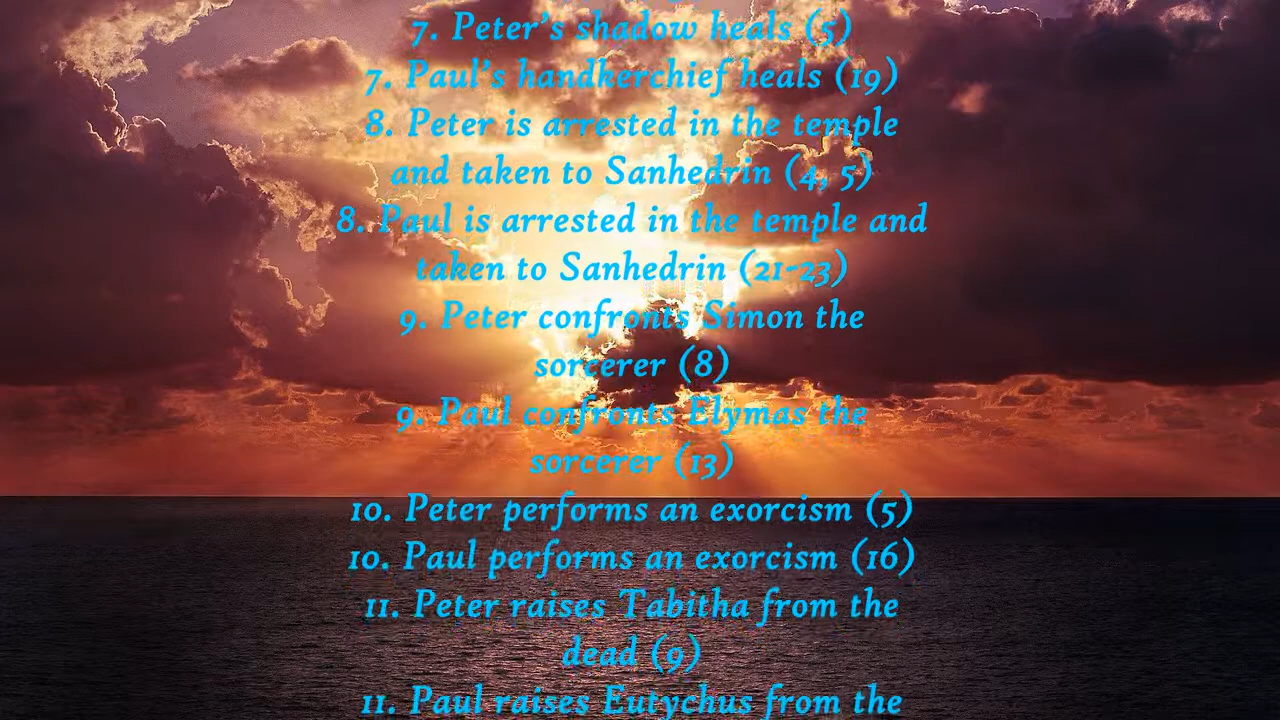 7. Peter's shadow heals (5)
7. Paul's handkerchief heals (19)
8. Peter is arrested in the temple
and taken to Sanhedrin (4, 5)
8. Paul is arrested in the temple and
taken to Sanhedrin (21-23)
9. Peter confronts Simon the
sorcerer (8)
9. Paul confronts Elymas the
sorcerer (13)
10. Peter performs an exorcism (5)
10. Paul performs an exorcism (16)
11. Peter raises Tabitha from the
dead (9)
11. Paul raises Eutychus from the